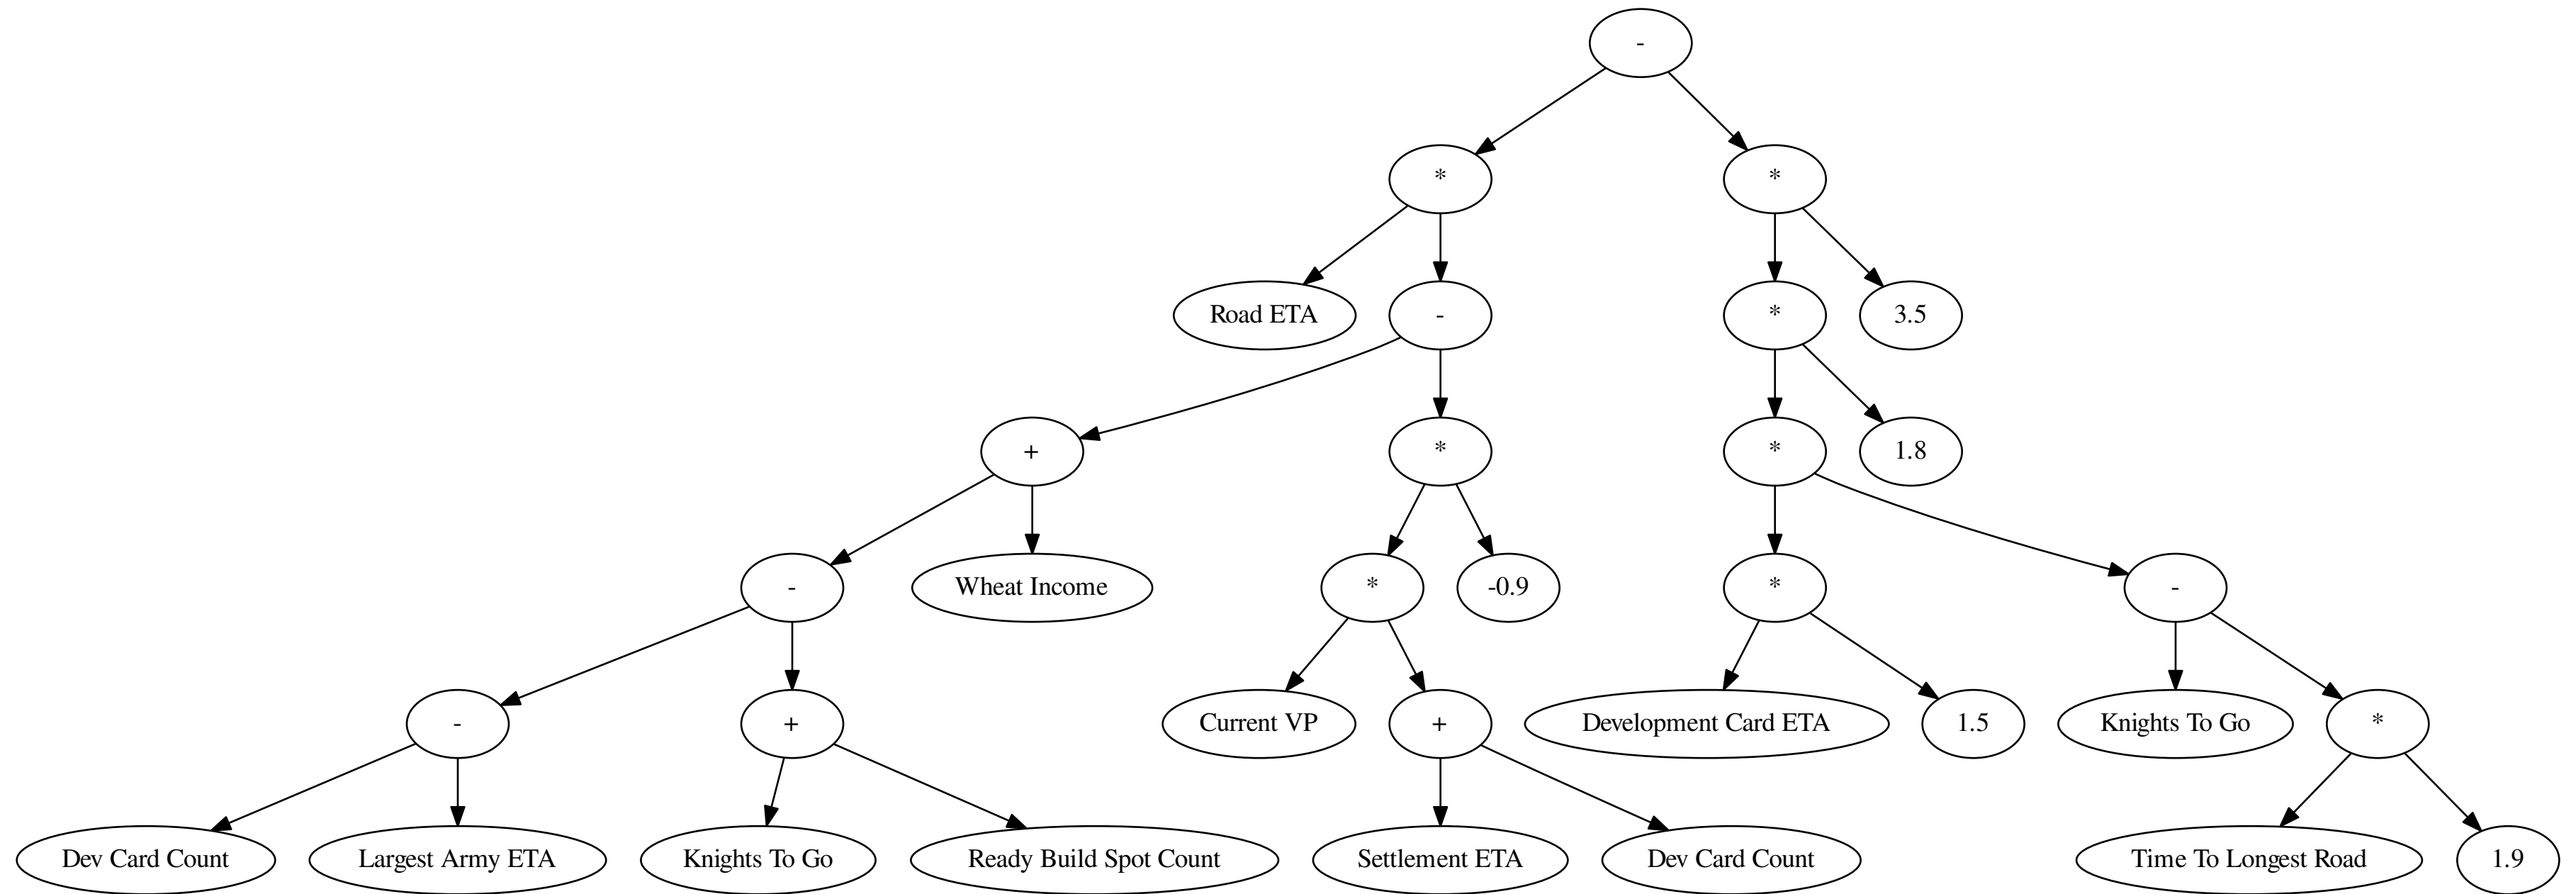 -
*
*
Road ETA
-
*
3.5
+
*
*
1.8
-
Wheat Income
*
-0.9
*
-
-
+
Current VP
+
Development Card ETA
1.5
Knights To Go
*
Dev Card Count
Largest Army ETA
Knights To Go
Ready Build Spot Count
Settlement ETA
Dev Card Count
Time To Longest Road
1.9